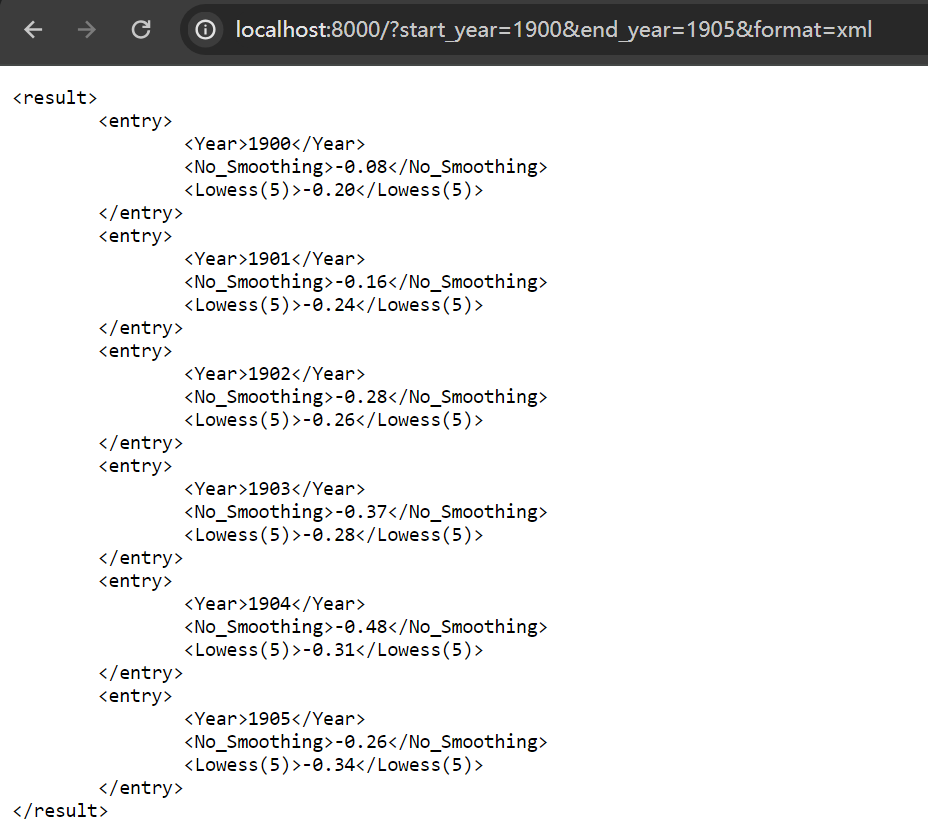 localhost:8000/?start_year=1900&end_year=1905&format=xml
<result>
<entry>
<Year>1900</Year>
<No_Smoothing>-0.08</No_Smoothing>
<Lowess(5)>-0.20</Lowess(5)>
</entry>
<entry>
<Year>1901</Year>
<No_Smoothing>-0.16</No_Smoothing>
<Lowess(5)>-0.24</Lowess(5)>
</entry>
<entry>
<Year>1902</Year>
<No_Smoothing>-0.28</No_Smoothing>
<Lowess(5)>-0.26</Lowess(5)>
</entry>
<entry>
<Year>1903</Year>
<No_Smoothing>-0.37</No_Smoothing>
<Lowess(5)>-0.28</Lowess(5)>
</entry>
<entry>
<Year>1904</Year>
<No_Smoothing>-0.48</No_Smoothing>
<Lowess(5)>-0.31</Lowess(5)>
</entry>
<entry>
<Year>1905</Year>
<No_Smoothing>-0.26</No_Smoothing>
<Lowess(5)>-0.34</Lowess(5)>
</entry>
</result>